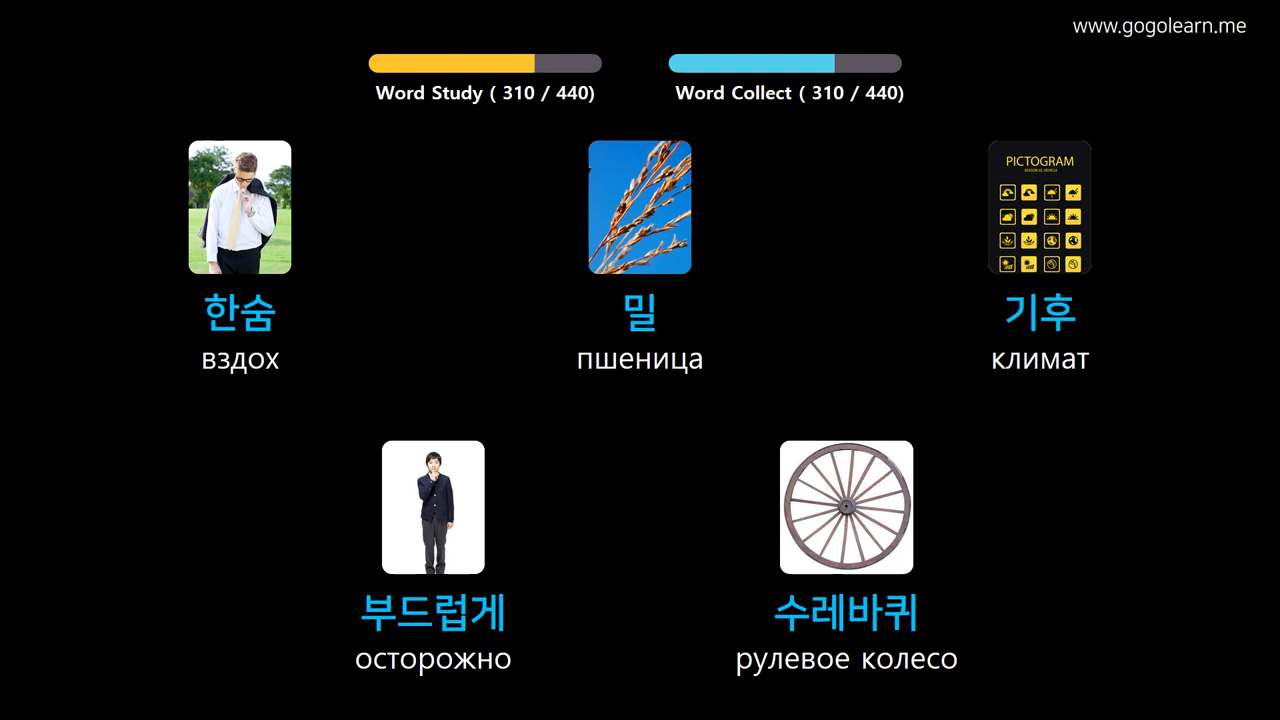 www.gogolearn.me
Word Study ( 310 / 440)
Word Collect ( 310 / 440)
PICTOGRAM
한숨
밀
기후
вздох
пшеница
климат
부드럽게
수레바퀴
осторожно
рулевое колесо